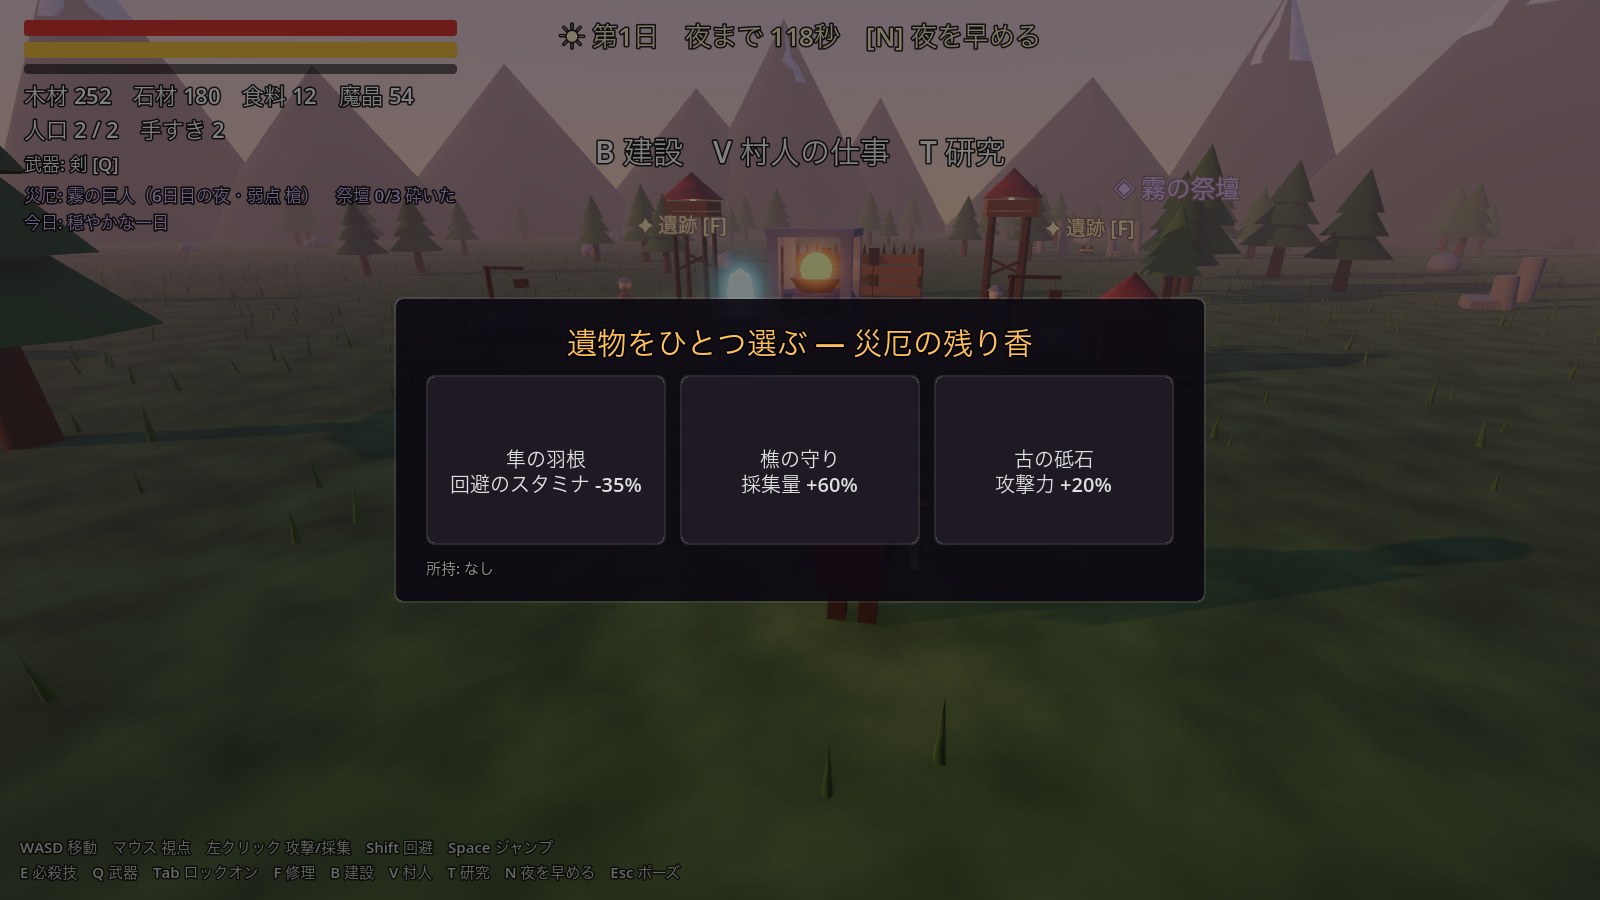 ☀ 第1日　夜まで 118秒　[N] 夜を早める
木材 252　石材 180　食料 12　魔晶 54
人口 2 / 2　手すき 2
武器: 剣 [Q]
災厄: 霧の巨人（6日目の夜・弱点 槍）　祭壇 0/3 砕いた
今日: 穏やかな一日
B 建設　V 村人の仕事　T 研究
◈ 霧の祭壇
✦ 遺跡 [F]
✦ 遺跡 [F]
遺物をひとつ選ぶ — 災厄の残り香
隼の羽根
回避のスタミナ -35%
樵の守り
採集量 +60%
古の砥石
攻撃力 +20%
所持: なし
WASD 移動　マウス 視点　左クリック 攻撃/採集　Shift 回避　Space ジャンプ
E 必殺技　Q 武器　Tab ロックオン　F 修理　B 建設　V 村人　T 研究　N 夜を早める　Esc ポーズ